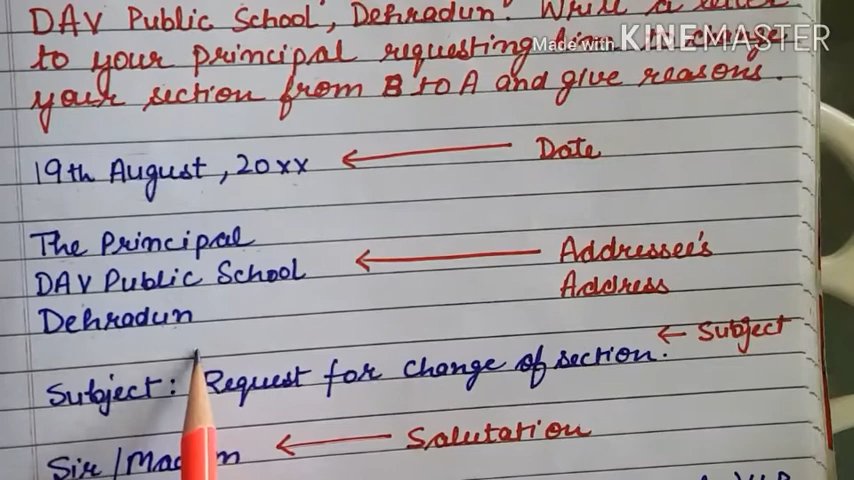 DAV Public School, Dehradun. Write a letter
to your principal requesting him to change
Made with KINEMASTER
your section from B to A and give reasons.
19th August, 20xx ← Date
The Principal
DAV Public School ← Addressee's
Dehradun Address
Subject: Request for change of section. ← Subject
Sir/Madam ← Salutation